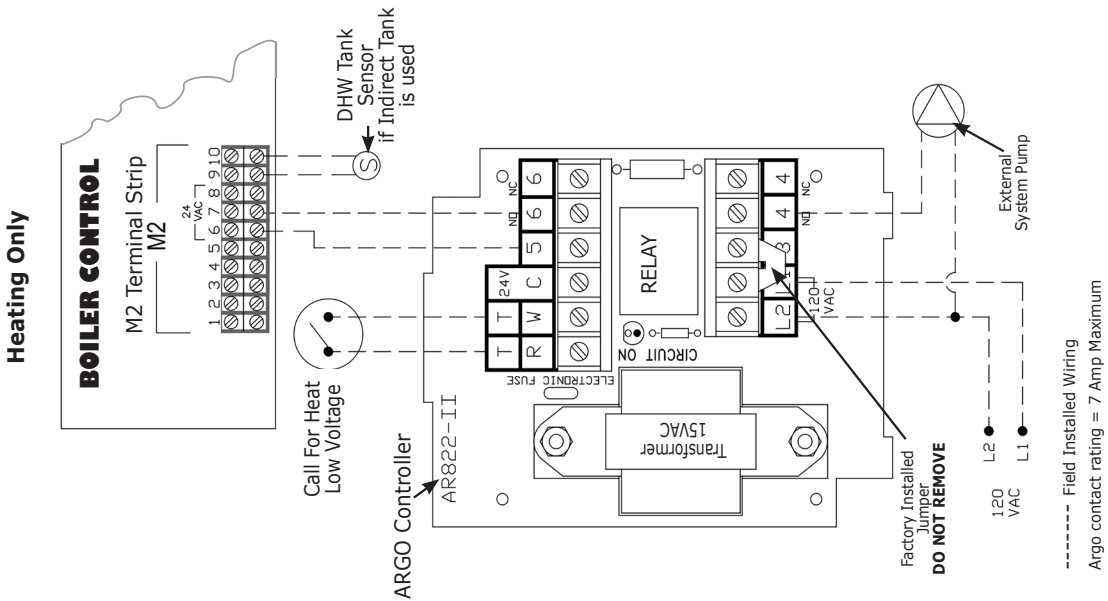 Heating Only
BOILER CONTROL
M2 Terminal Strip
M2
24
VAC
1 2 3 4 5 6 7 8 9 10
DHW Tank
Sensor
if Indirect Tank
is used
S
Call For Heat
Low Voltage
ARGO Controller
AR822-II
T T 24V
R W C 5 6 6
NO NC
ELECTRONIC FUSE
CIRCUIT ON
RELAY
Transformer
15VAC
L2 L1 3 4 4
NO NC
120
VAC
Factory Installed
Jumper
DO NOT REMOVE
External
System Pump
120
VAC
L2
L1
------- Field Installed Wiring
Argo contact rating = 7 Amp Maximum